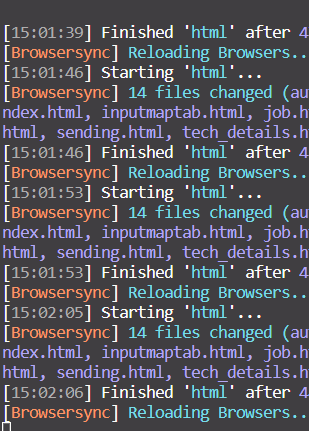 [15:01:39] Finished 'html' after 4
[Browsersync] Reloading Browsers..
[15:01:46] Starting 'html'...
[Browsersync] 14 files changed (au
ndex.html, inputmaptab.html, job.h
html, sending.html, tech_details.h
[15:01:46] Finished 'html' after 4
[Browsersync] Reloading Browsers..
[15:01:53] Starting 'html'...
[Browsersync] 14 files changed (au
ndex.html, inputmaptab.html, job.h
html, sending.html, tech_details.h
[15:01:53] Finished 'html' after 4
[Browsersync] Reloading Browsers..
[15:02:05] Starting 'html'...
[Browsersync] 14 files changed (au
ndex.html, inputmaptab.html, job.h
html, sending.html, tech_details.h
[15:02:06] Finished 'html' after 4
[Browsersync] Reloading Browsers..